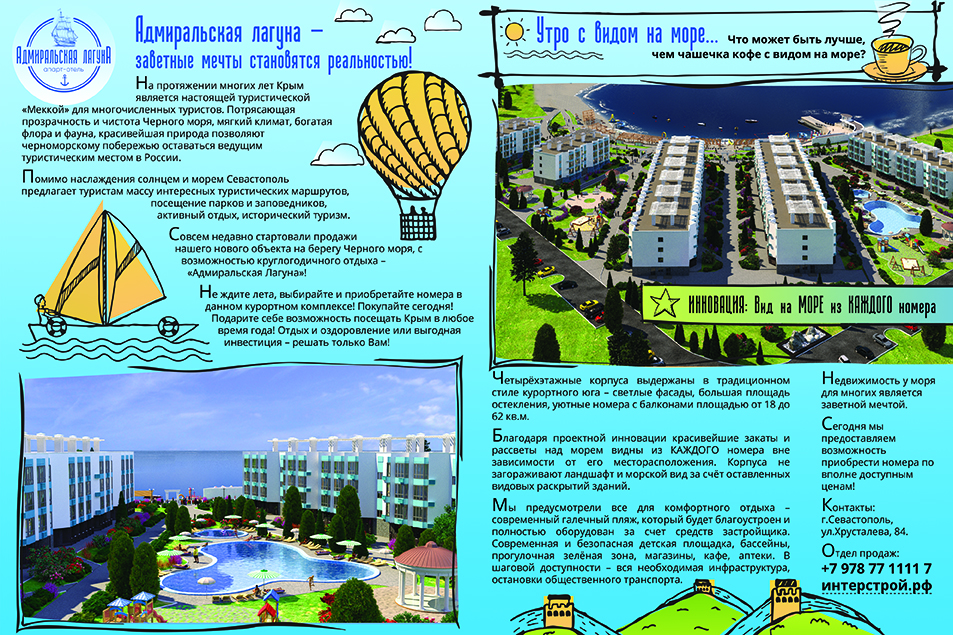 Адмиральская лагуна
апарт-отель
Адмиральская лагуна –
заветные мечты становятся реальностью!
На протяжении многих лет Крым
является настоящей туристической
«Меккой» для многочисленных туристов. Потрясающая
прозрачность и чистота Черного моря, мягкий климат, богатая
флора и фауна, красивейшая природа позволяют
черноморскому побережью оставаться ведущим
туристическим местом в России.
Помимо наслаждения солнцем и морем Севастополь
предлагает туристам массу интересных туристических маршрутов,
посещение парков и заповедников,
активный отдых, исторический туризм.
Совсем недавно стартовали продажи
нашего нового объекта на берегу Черного моря, с
возможностью круглогодичного отдыха –
«Адмиральская Лагуна»!
Не ждите лета, выбирайте и приобретайте номера в
данном курортном комплексе! Покупайте сегодня!
Подарите себе возможность посещать Крым в любое
время года! Отдых и оздоровление или выгодная
инвестиция – решать только Вам!
Утро с видом на море...
Что может быть лучше,
чем чашечка кофе с видом на море?
ИННОВАЦИЯ: Вид на МОРЕ из КАЖДОГО номера
Четырёхэтажные корпуса выдержаны в традиционном
стиле курортного юга – светлые фасады, большая площадь
остекления, уютные номера с балконами площадью от 18 до
62 кв.м.
Благодаря проектной инновации красивейшие закаты и
рассветы над морем видны из КАЖДОГО номера вне
зависимости от его месторасположения. Корпуса не
загораживают ландшафт и морской вид за счёт оставленных
видовых раскрытий зданий.
Мы предусмотрели все для комфортного отдыха –
современный галечный пляж, который будет благоустроен и
полностью оборудован за счет средств застройщика.
Современная и безопасная детская площадка, бассейны,
прогулочная зелёная зона, магазины, кафе, аптеки. В
шаговой доступности – вся необходимая инфраструктура,
остановки общественного транспорта.
Недвижимость у моря
для многих является
заветной мечтой.
Сегодня мы
предоставляем
возможность
приобрести номера по
вполне доступным
ценам!
Контакты:
г.Севастополь,
ул.Хрусталева, 84.
Отдел продаж:
+7 978 77 1111 7
интерстрой.рф